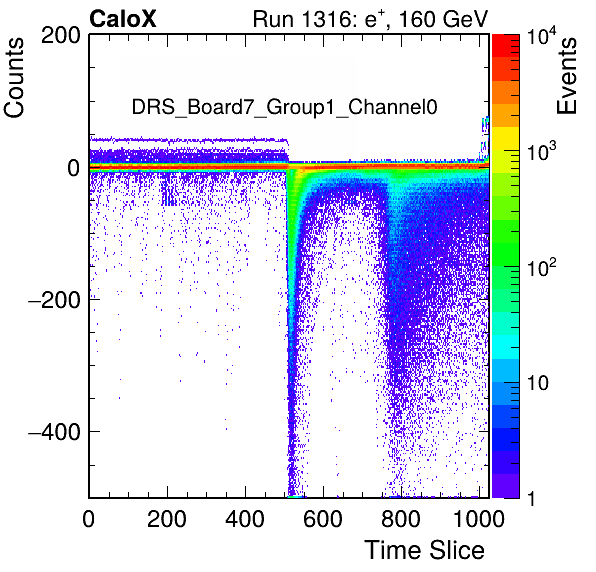 CaloX Run 1316: e⁺, 160 GeV
Counts
Events
DRS_Board7_Group1_Channel0
200
0
−200
−400
0 200 400 600 800 1000
Time Slice
10⁴
10³
10²
10
1